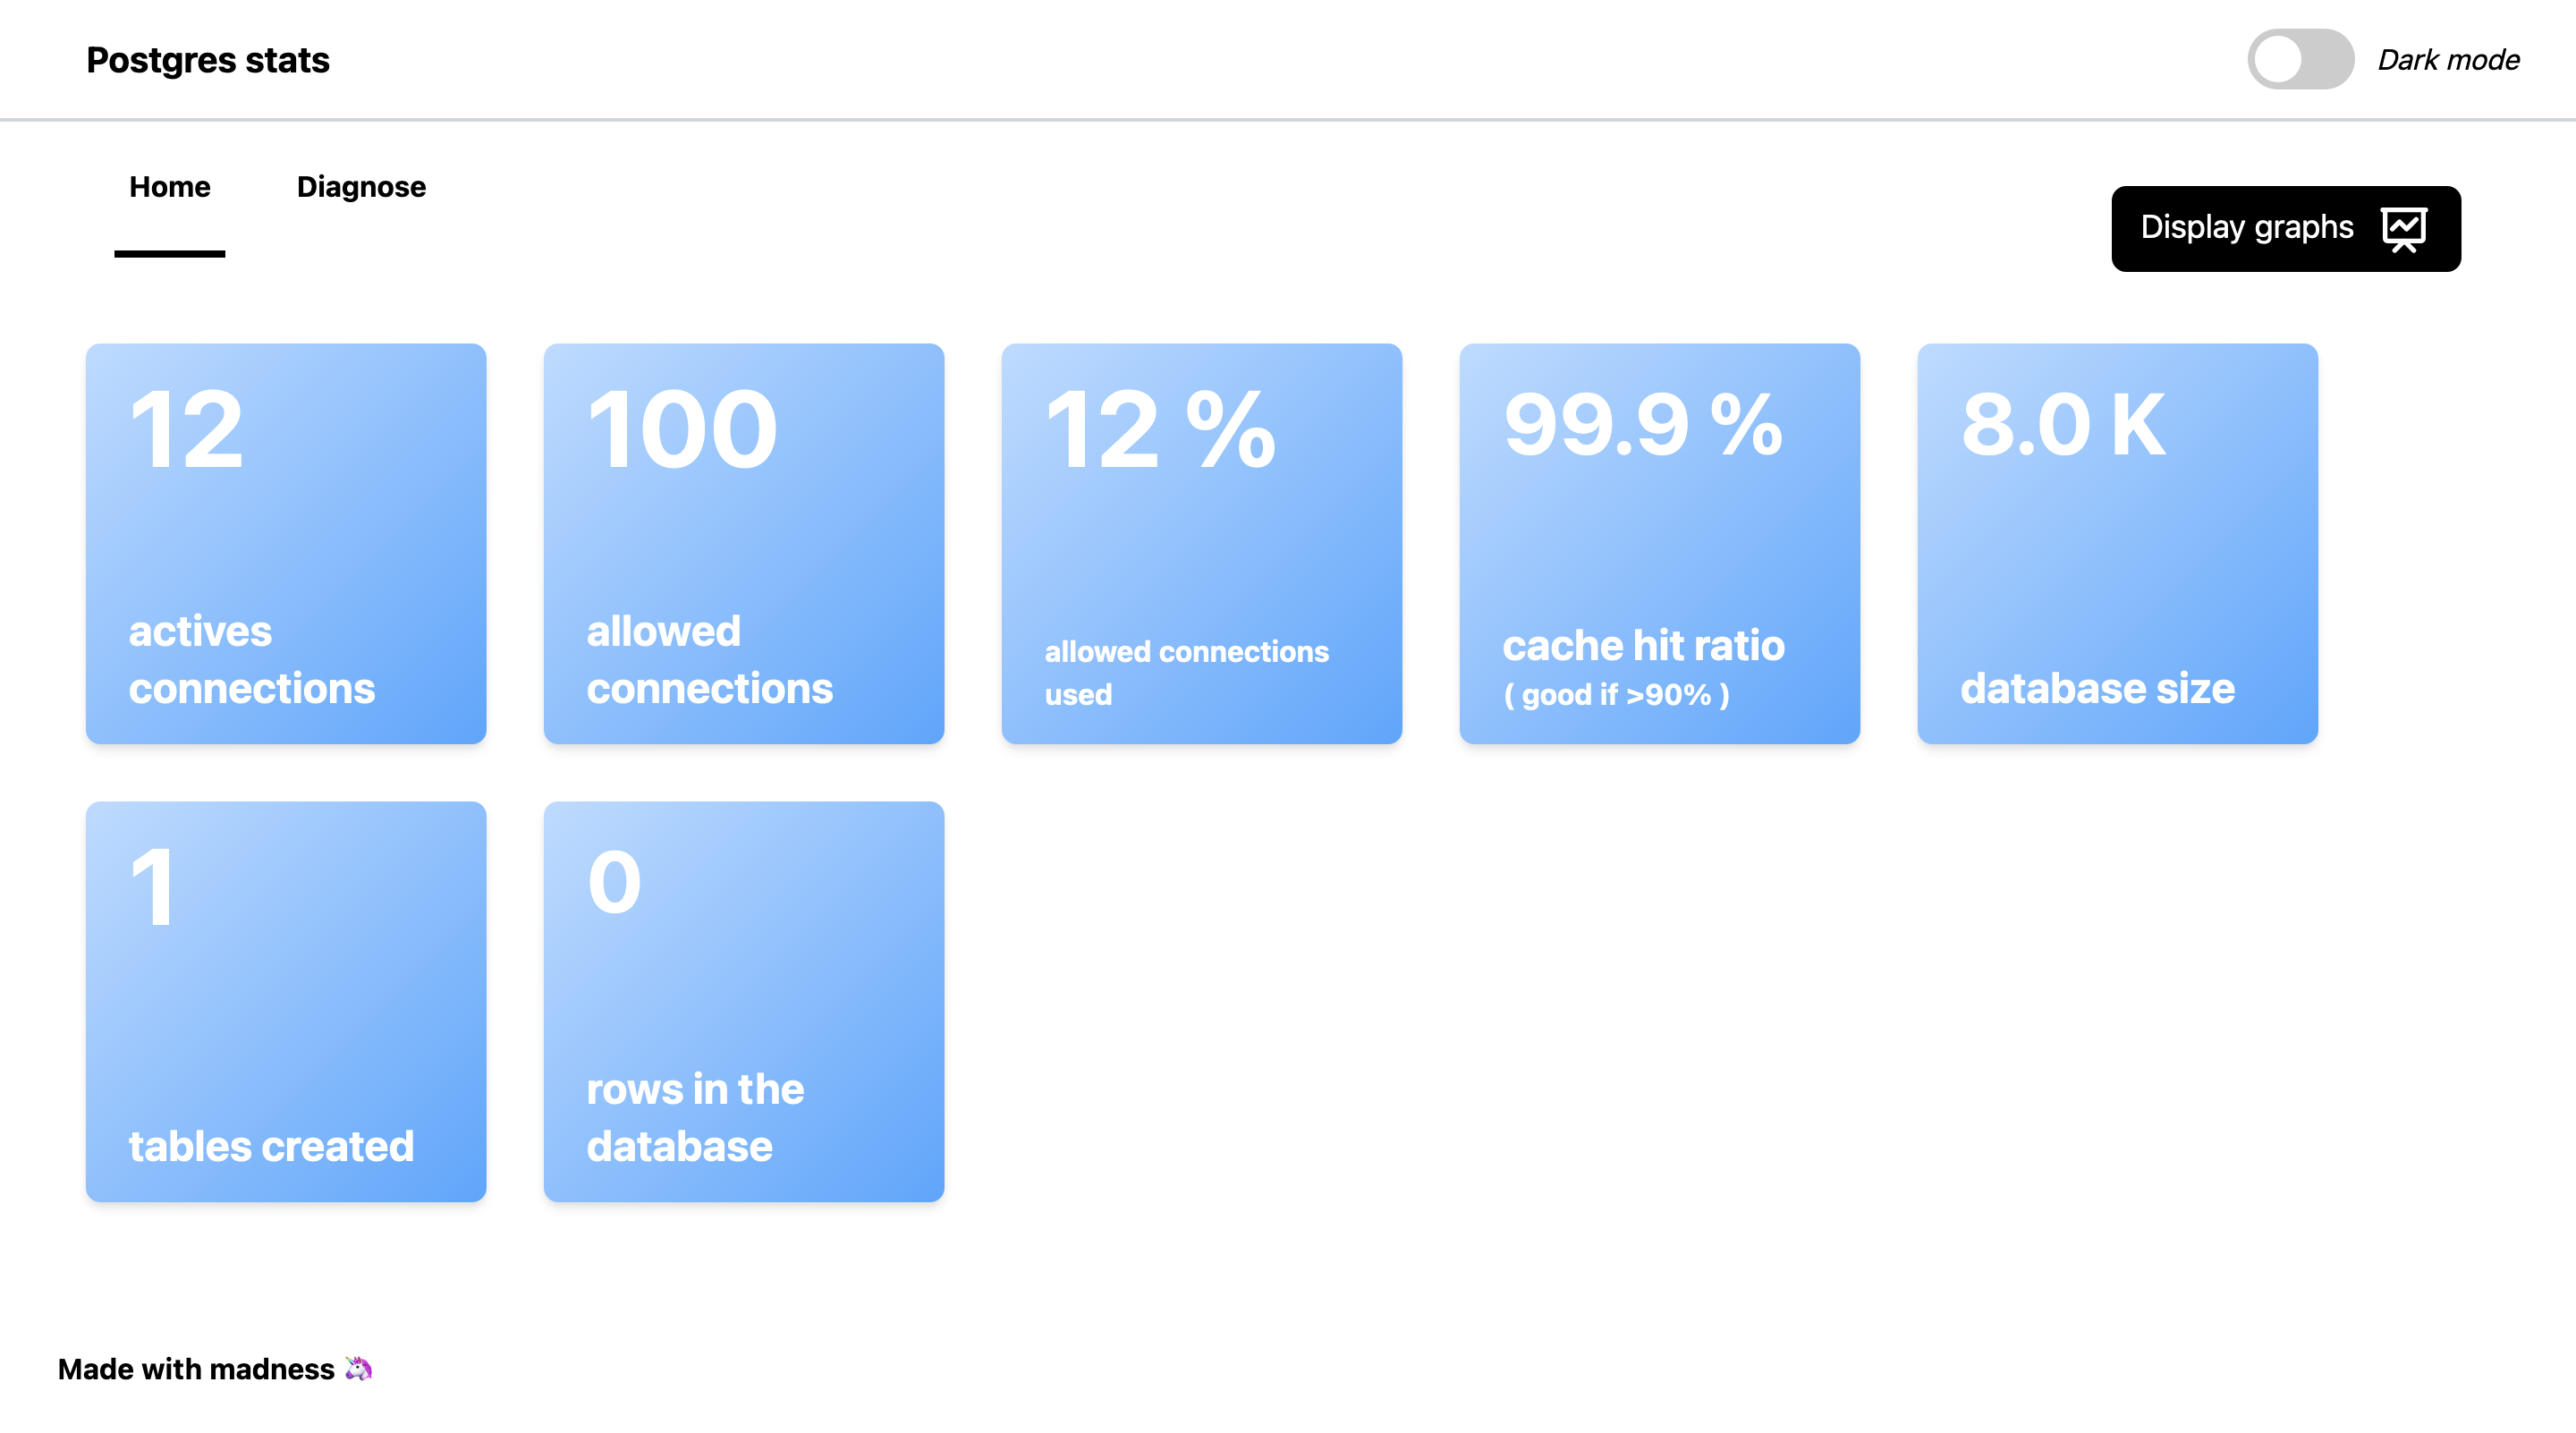 Postgres stats
Dark mode
Home
Diagnose
Display graphs
12
actives
connections
100
allowed
connections
12 %
allowed connections
used
99.9 %
cache hit ratio
( good if >90% )
8.0 K
database size
1
tables created
0
rows in the
database
Made with madness 🦄